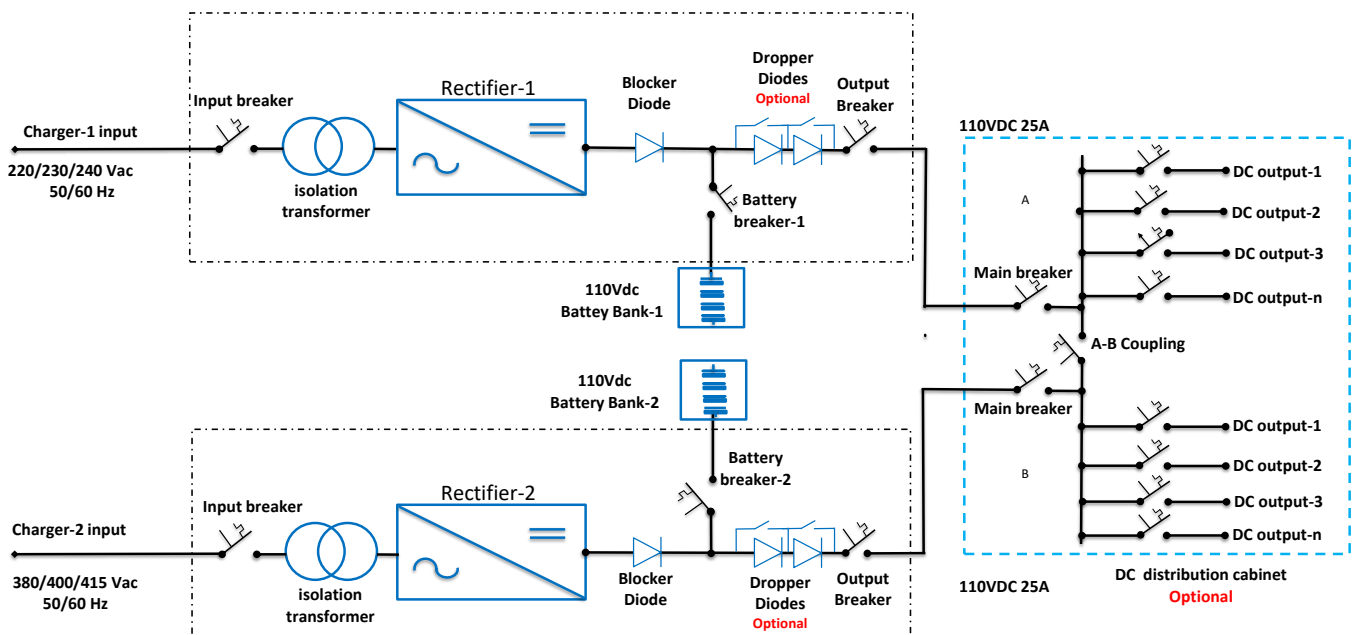 Rectifier-1
Input breaker
Blocker
Diode
Dropper
Diodes
Optional
Output
Breaker
Charger-1 input
220/230/240 Vac
50/60 Hz
isolation
transformer
Battery
breaker-1
110Vdc
Battey Bank-1
110VDC 25A
A
DC output-1
DC output-2
DC output-3
DC output-n
Main breaker
A-B Coupling
110Vdc
Battery Bank-2
Main breaker
B
DC output-1
DC output-2
DC output-3
DC output-n
Battery
breaker-2
Rectifier-2
Input breaker
Charger-2 input
380/400/415 Vac
50/60 Hz
isolation
transformer
Blocker
Diode
Dropper
Diodes
Optional
Output
Breaker
110VDC 25A
DC distribution cabinet
Optional